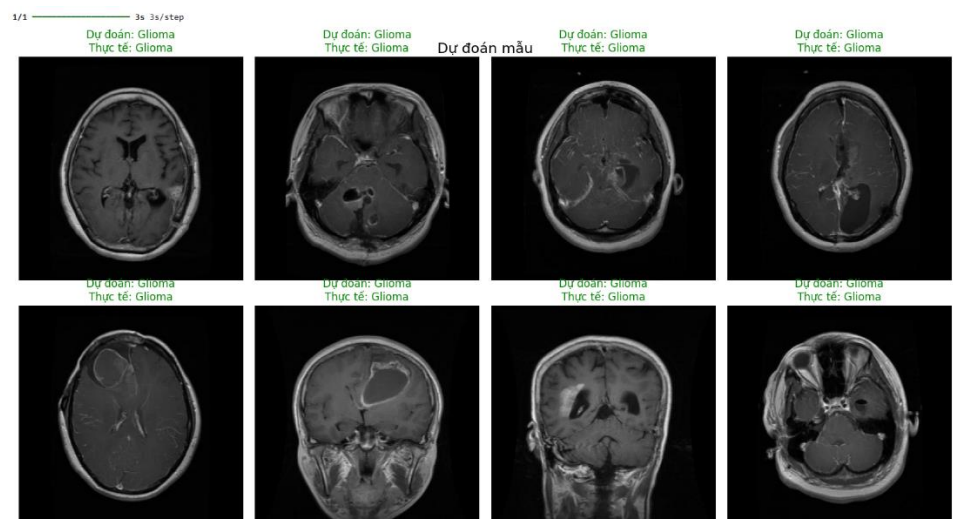 1/1 ━━━━━━━━━━━━━━━━━━━━ 3s 3s/step
Dự đoán mẫu
Dự đoán: Glioma
Thực tế: Glioma
Dự đoán: Glioma
Thực tế: Glioma
Dự đoán: Glioma
Thực tế: Glioma
Dự đoán: Glioma
Thực tế: Glioma
Dự đoán: Glioma
Thực tế: Glioma
Dự đoán: Glioma
Thực tế: Glioma
Dự đoán: Glioma
Thực tế: Glioma
Dự đoán: Glioma
Thực tế: Glioma